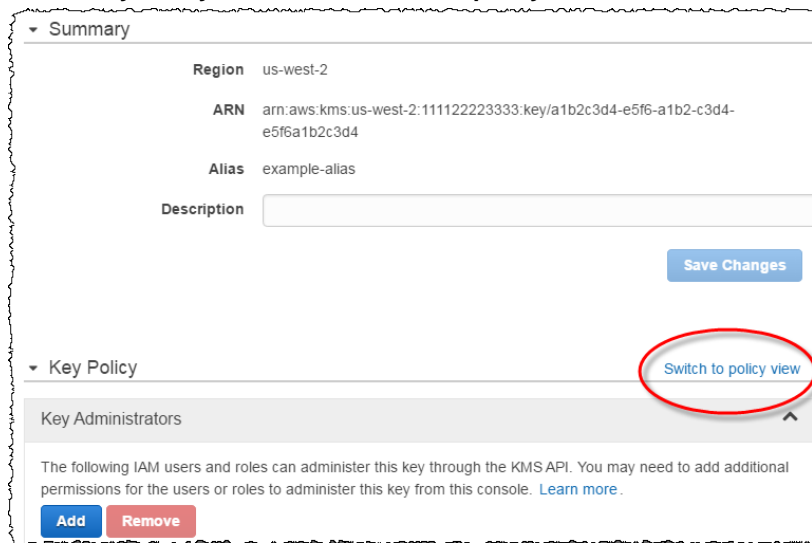 Summary
Region us-west-2
ARN arn:aws:kms:us-west-2:111122223333:key/a1b2c3d4-e5f6-a1b2-c3d4-
e5f6a1b2c3d4
Alias example-alias
Description
Save Changes
Key Policy Switch to policy view
Key Administrators
The following IAM users and roles can administer this key through the KMS API. You may need to add additional
permissions for the users or roles to administer this key from this console. Learn more.
Add Remove